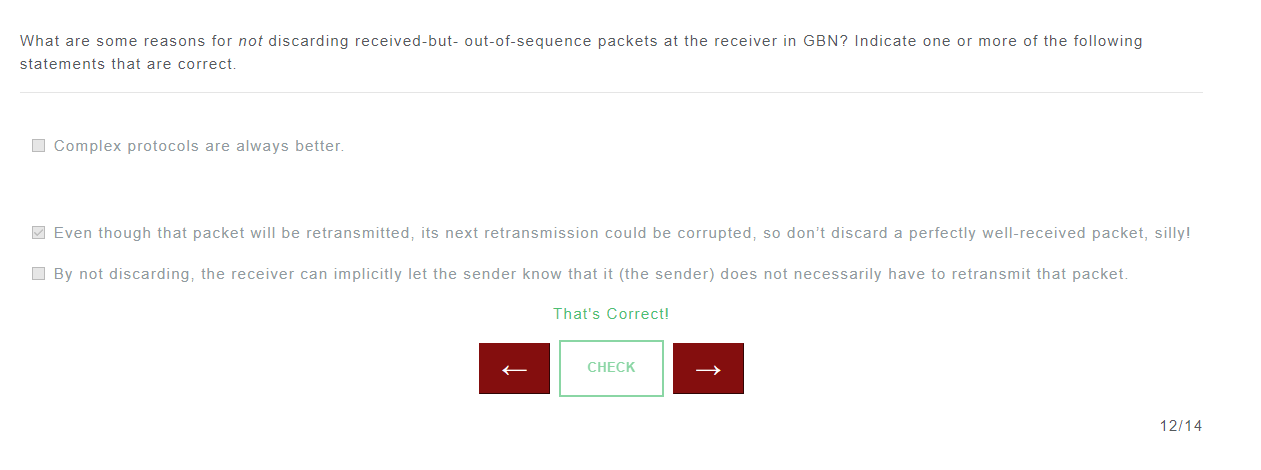 What are some reasons for not discarding received-but- out-of-sequence packets at the receiver in GBN? Indicate one or more of the following
statements that are correct.
Complex protocols are always better.
Even though that packet will be retransmitted, its next retransmission could be corrupted, so don’t discard a perfectly well-received packet, silly!
By not discarding, the receiver can implicitly let the sender know that it (the sender) does not necessarily have to retransmit that packet.
That's Correct!
← CHECK →
12/14